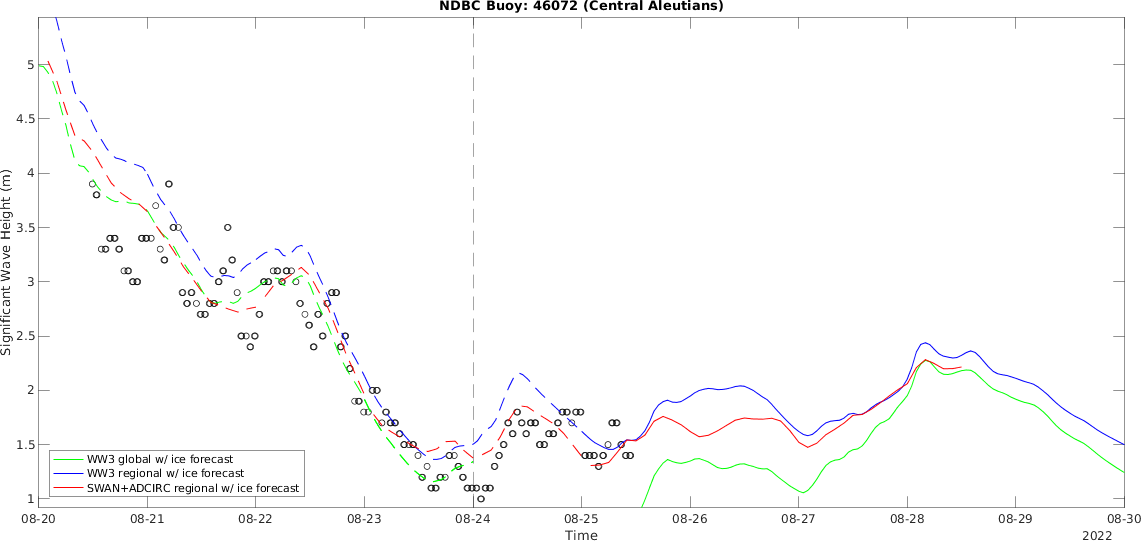 NDBC Buoy: 46072 (Central Aleutians)
Significant Wave Height (m)
5
4.5
4
3.5
3
2.5
2
1.5
1
WW3 global w/ ice forecast
WW3 regional w/ ice forecast
SWAN+ADCIRC regional w/ ice forecast
08-20 08-21 08-22 08-23 08-24 08-25 08-26 08-27 08-28 08-29 08-30
Time
2022